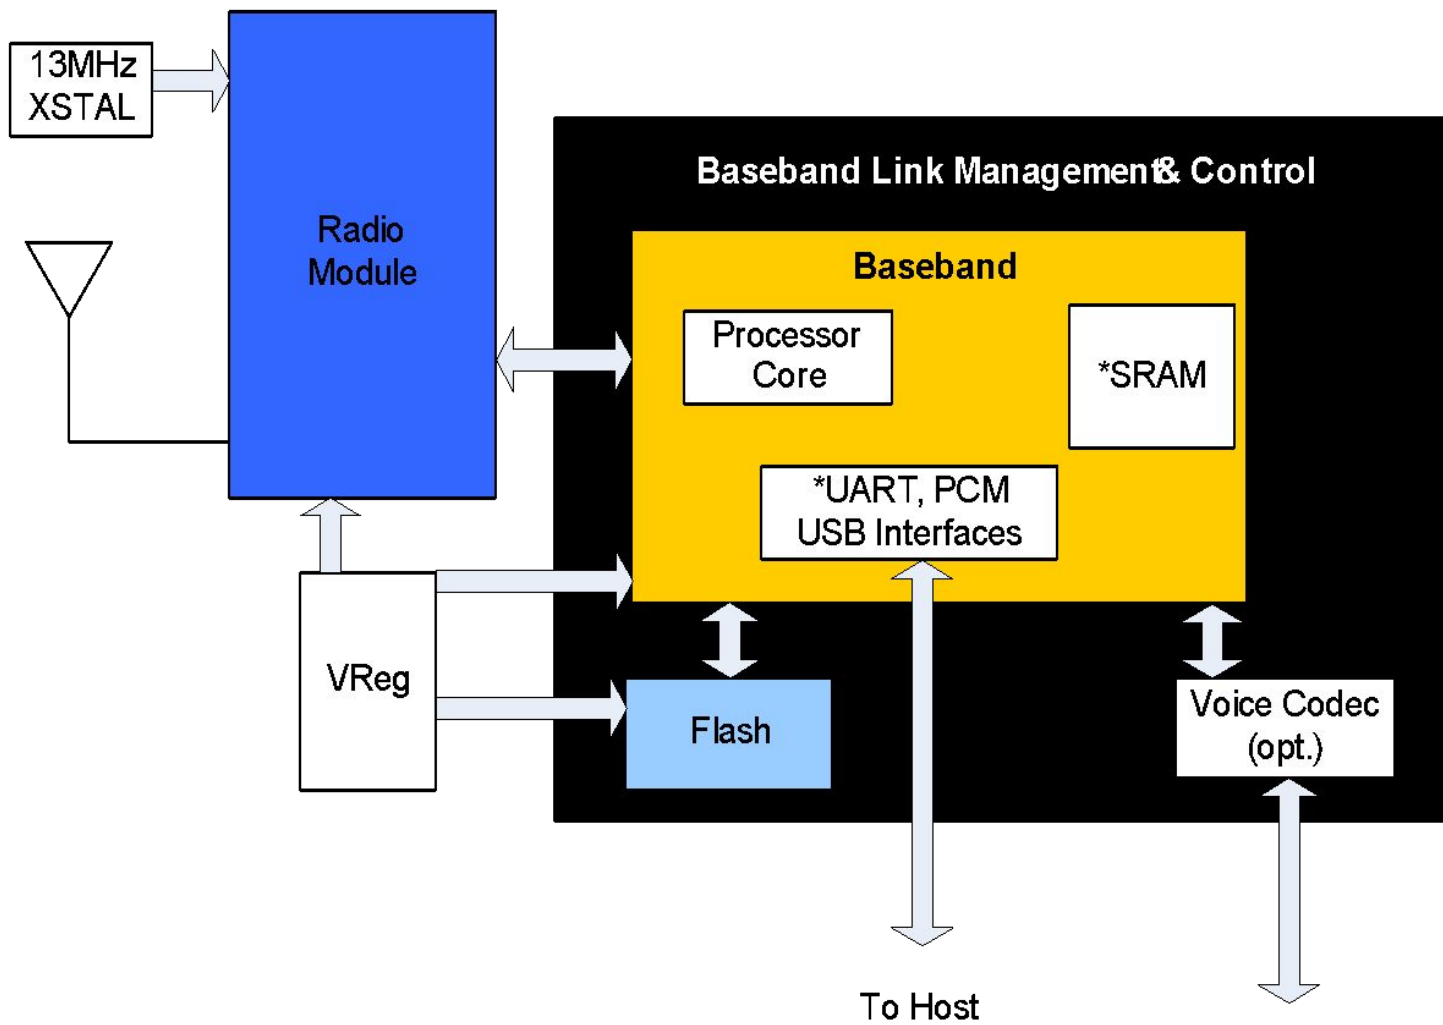 13MHz
XSTAL
Radio
Module
Baseband Link Management& Control
Baseband
Processor
Core
*SRAM
*UART, PCM
USB Interfaces
VReg
Flash
Voice Codec
(opt.)
To Host